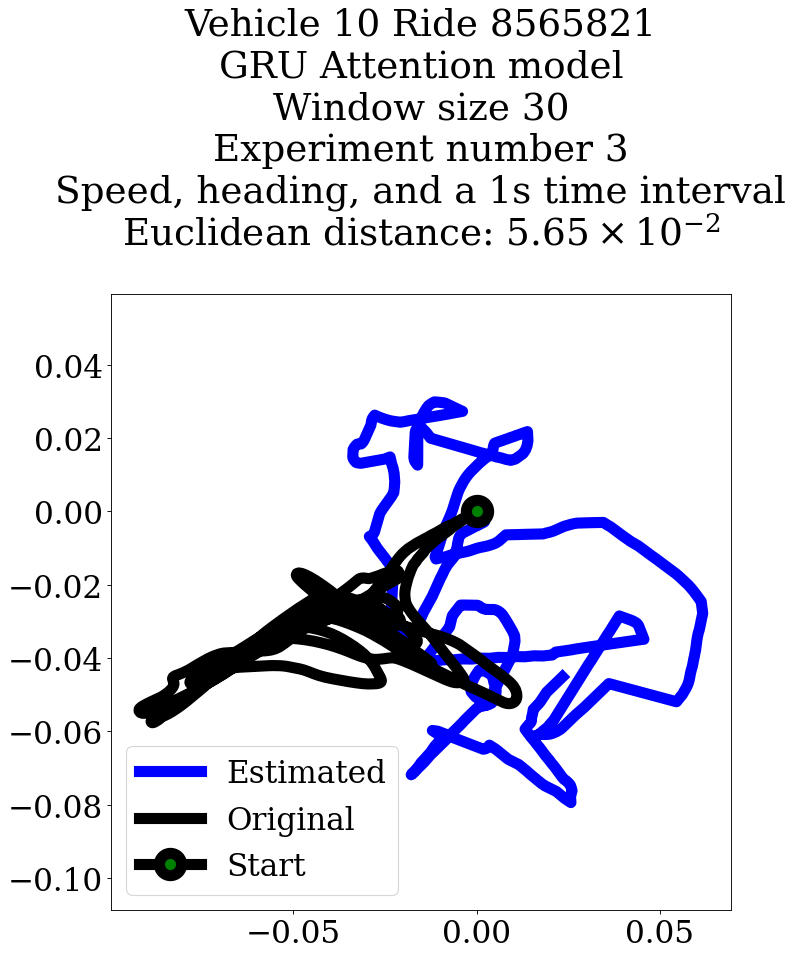 Vehicle 10 Ride 8565821
GRU Attention model
Window size 30
Experiment number 3
Speed, heading, and a 1s time interval
Euclidean distance: 5.65 × 10⁻²
0.04
0.02
0.00
−0.02
−0.04
−0.06
−0.08
−0.10
Estimated
Original
Start
−0.05
0.00
0.05